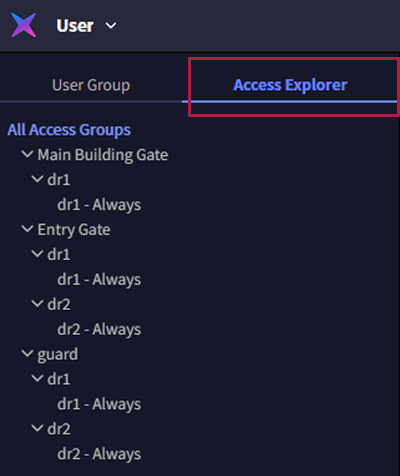 User
User Group
Access Explorer
All Access Groups
Main Building Gate
dr1
dr1 - Always
Entry Gate
dr1
dr1 - Always
dr2
dr2 - Always
guard
dr1
dr1 - Always
dr2
dr2 - Always